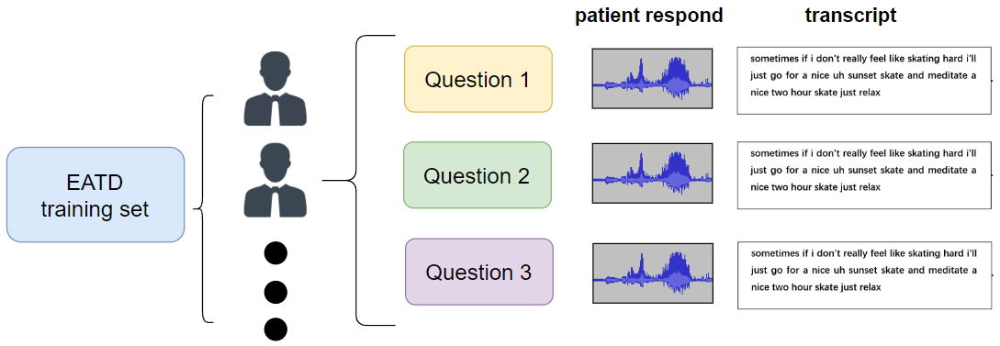 patient respond
transcript
EATD
training set
Question 1
sometimes if i don't really feel like skating hard i'll
just go for a nice uh sunset skate and meditate a
nice two hour skate just relax
Question 2
sometimes if i don't really feel like skating hard i'll
just go for a nice uh sunset skate and meditate a
nice two hour skate just relax
Question 3
sometimes if i don't really feel like skating hard i'll
just go for a nice uh sunset skate and meditate a
nice two hour skate just relax